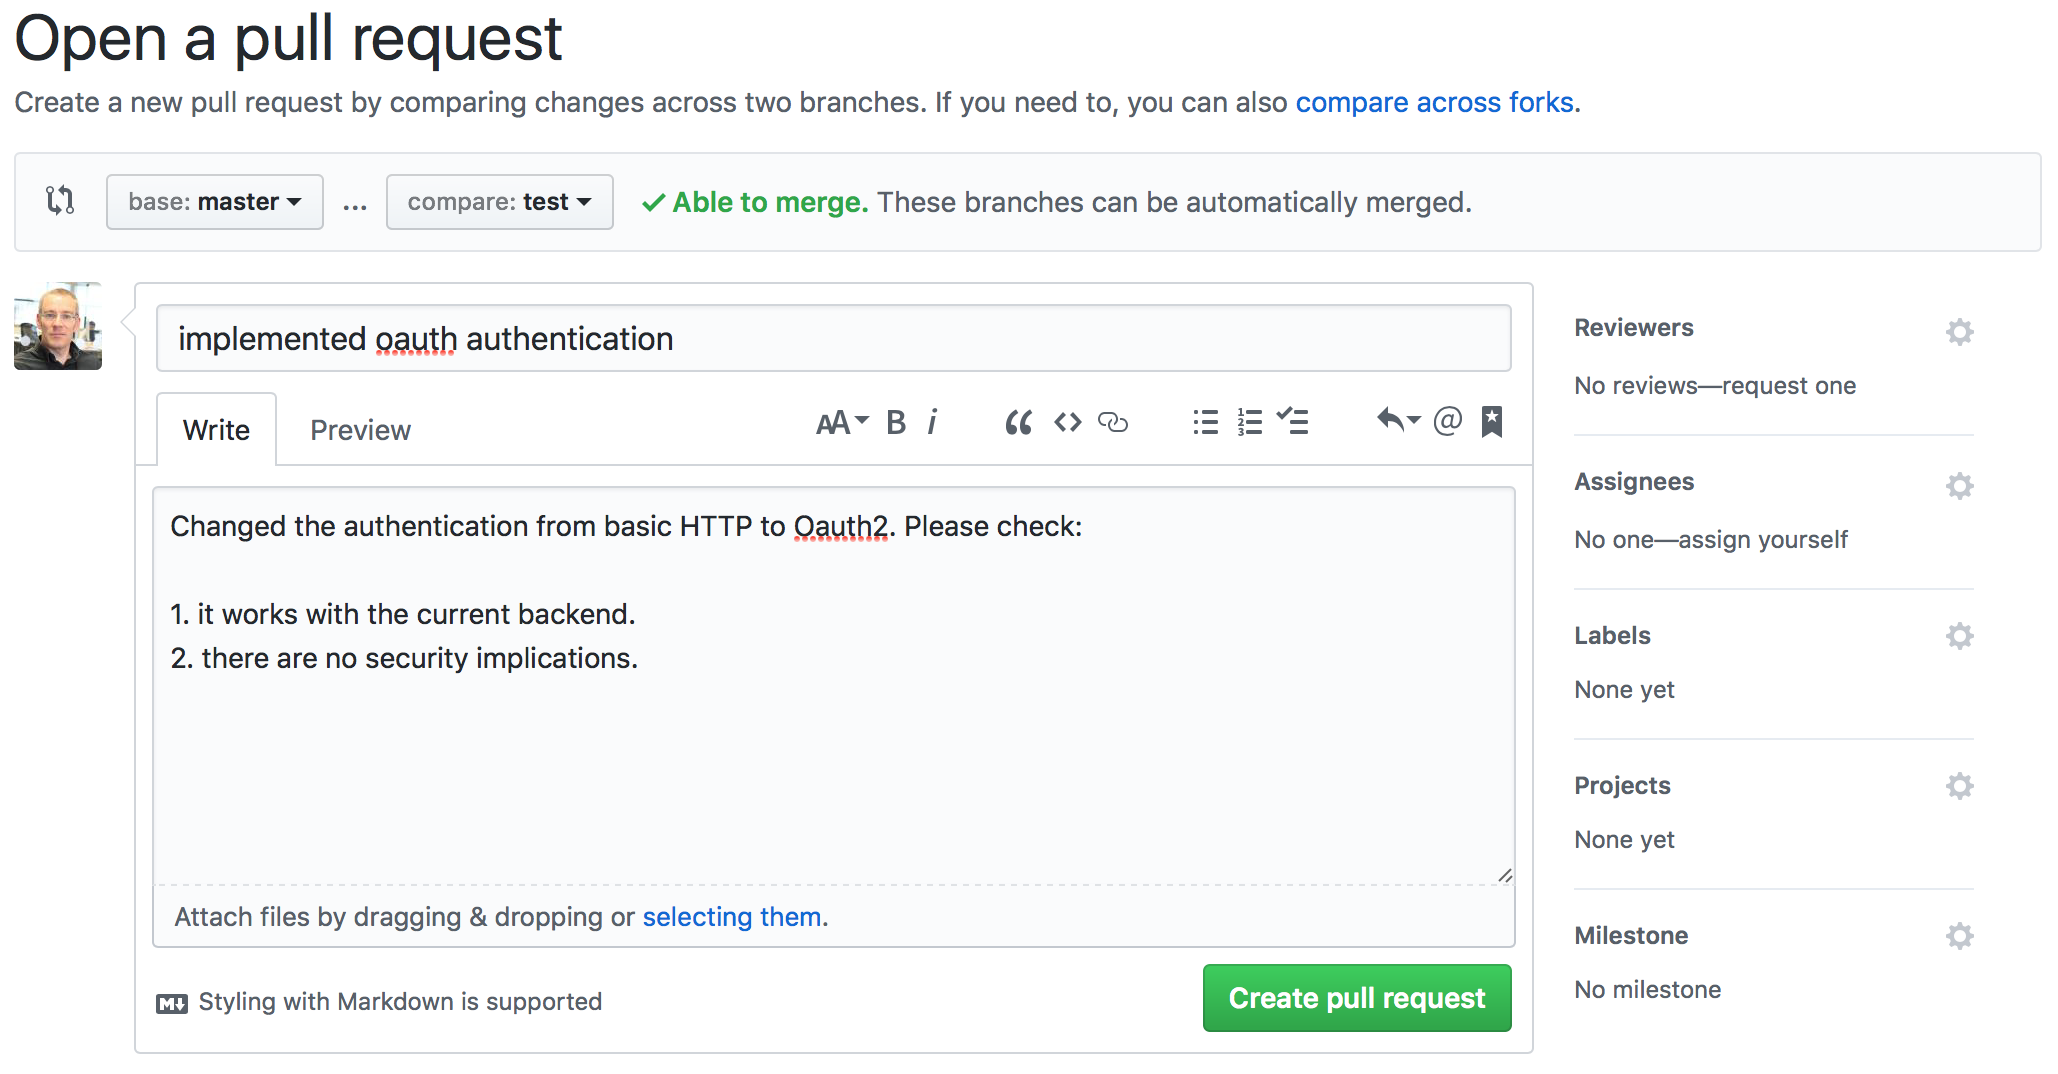 Open a pull request
Create a new pull request by comparing changes across two branches. If you need to, you can also compare across forks.
base: master ... compare: test Able to merge. These branches can be automatically merged.
implemented oauth authentication
Write Preview AA B i
Changed the authentication from basic HTTP to Oauth2. Please check:
1. it works with the current backend.
2. there are no security implications.
Attach files by dragging & dropping or selecting them.
Styling with Markdown is supported
Create pull request
Reviewers
No reviews—request one
Assignees
No one—assign yourself
Labels
None yet
Projects
None yet
Milestone
No milestone